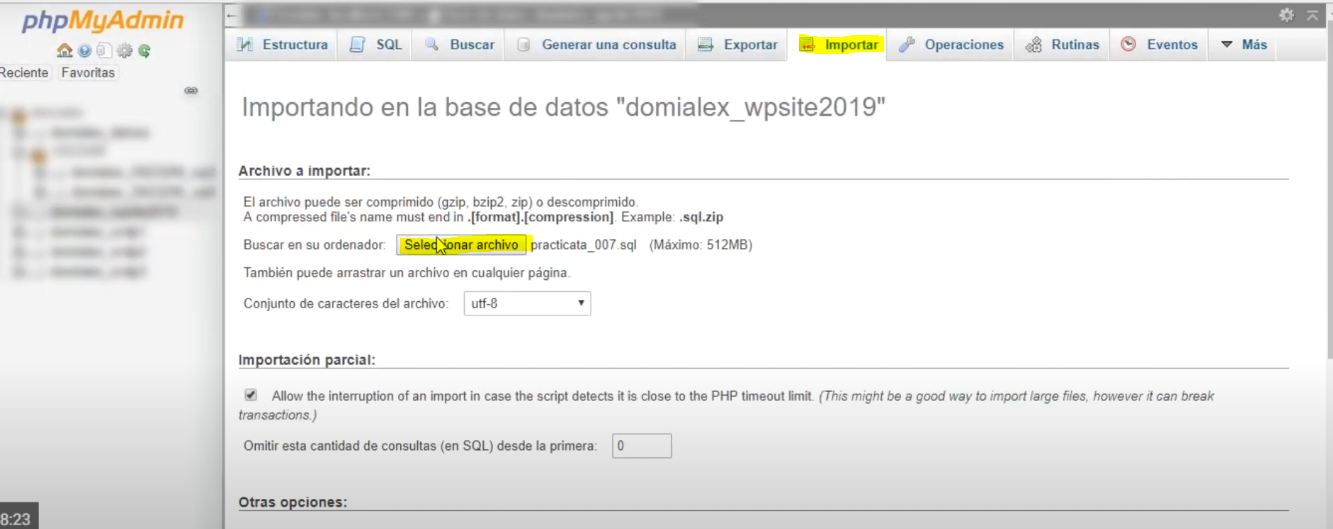 phpMyAdmin
Reciente Favoritas
Estructura SQL Buscar Generar una consulta Exportar Importar Operaciones Rutinas Eventos Más
Importando en la base de datos "domialex_wpsite2019"
Archivo a importar:
El archivo puede ser comprimido (gzip, bzip2, zip) o descomprimido.
A compressed file's name must end in .[format].[compression]. Example: .sql.zip
Buscar en su ordenador: Seleccionar archivo practicata_007.sql (Máximo: 512MB)
También puede arrastrar un archivo en cualquier página.
Conjunto de caracteres del archivo: utf-8
Importación parcial:
Allow the interruption of an import in case the script detects it is close to the PHP timeout limit. (This might be a good way to import large files, however it can break
transactions.)
Omitir esta cantidad de consultas (en SQL) desde la primera: 0
Otras opciones:
8:23